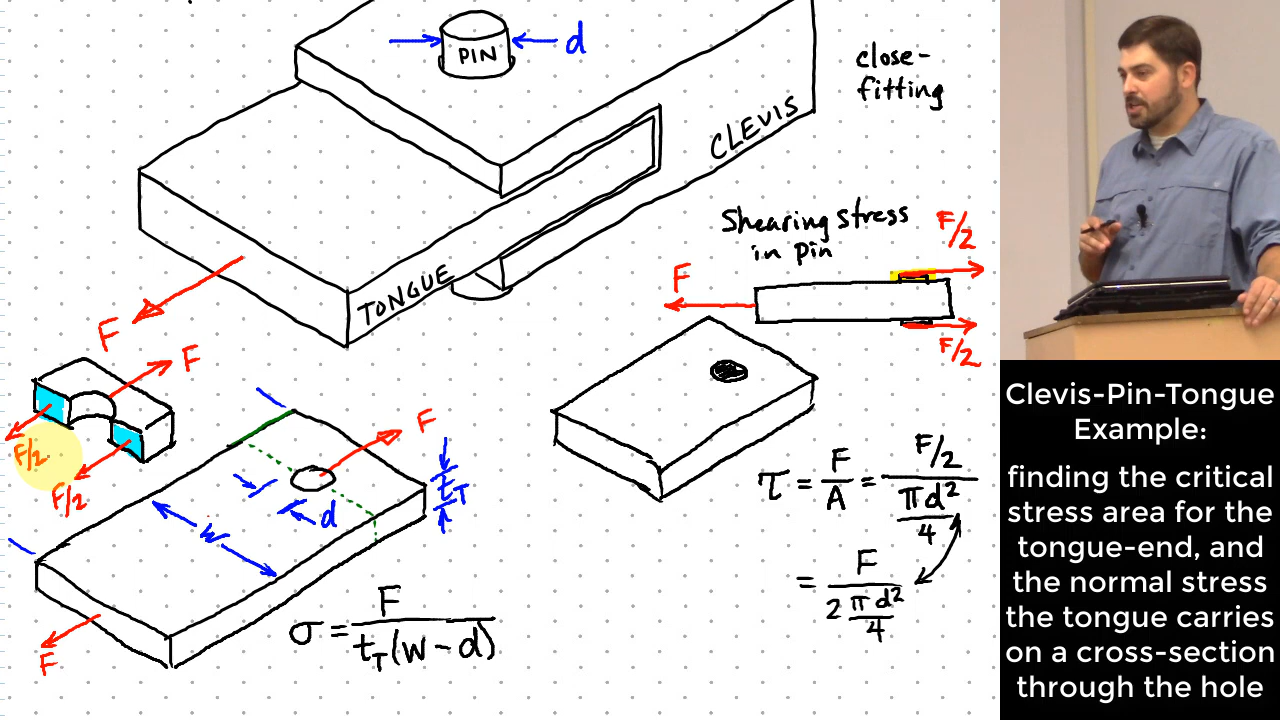 PIN
d
close-
fitting
CLEVIS
TONGUE
F
Shearing stress
in pin
F/2
F
F/2
F
F/2
F/2
F
d
w
t_T
F
σ = F / t_T(w - d)
τ = F/A = F/2 / πd²/4
= F / 2 πd²/4
Clevis-Pin-Tongue
Example:
finding the critical
stress area for the
tongue-end, and
the normal stress
the tongue carries
on a cross-section
through the hole